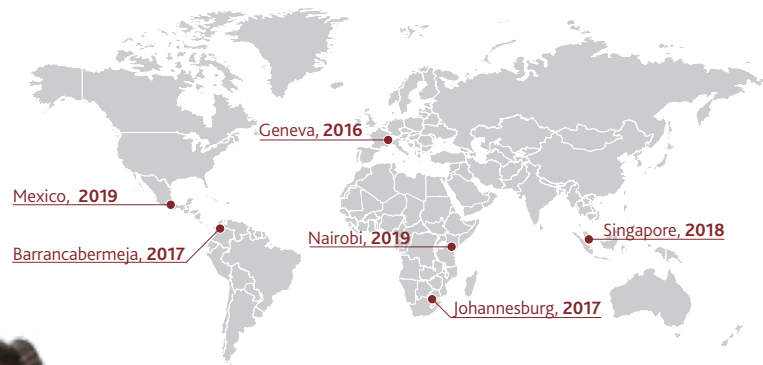 Geneva, 2016
Mexico, 2019
Barrancabermeja, 2017
Nairobi, 2019
Singapore, 2018
Johannesburg, 2017